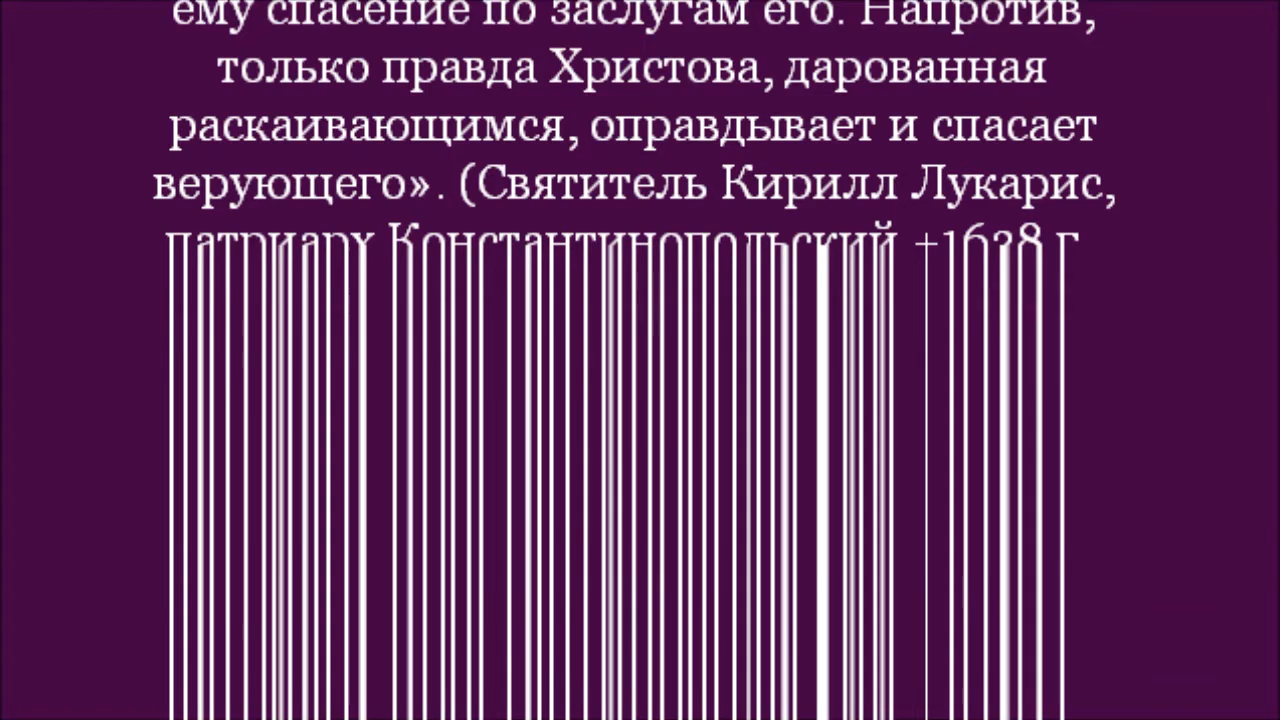 ему спасение по заслугам его. Напротив,
только правда Христова, дарованная
раскаивающимся, оправдывает и спасает
верующего». (Святитель Кирилл Лукарис,
патриарх Константинопольский +1638 г